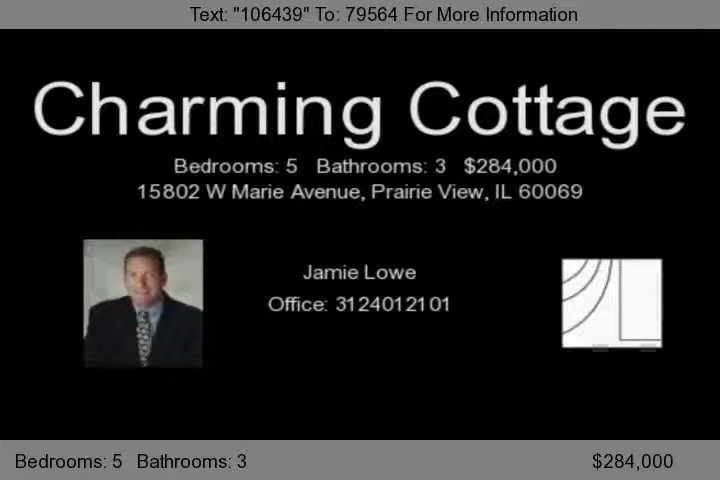 Text: "106439" To: 79564 For More Information
Charming Cottage
Bedrooms: 5 Bathrooms: 3 $284,000
15802 W Marie Avenue, Prairie View, IL 60069
Jamie Lowe
Office: 3124012101
Bedrooms: 5 Bathrooms: 3 $284,000